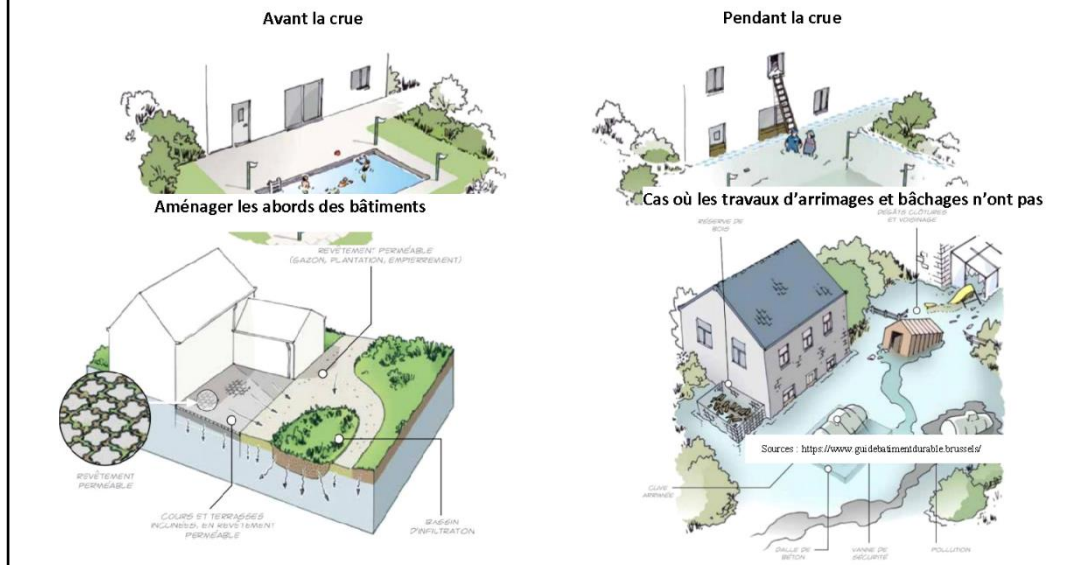 Avant la crue
Pendant la crue
Aménager les abords des bâtiments
REVÊTEMENT PERMÉABLE
(GAZON, PLANTATION, EMPIERREMENT)
REVÊTEMENT
PERMÉABLE
COURS ET TERRASSES
INCLINÉES, EN REVÊTEMENT
PERMÉABLE
BASSIN
D'INFILTRATION
Cas où les travaux d'arrimages et bâchages n'ont pas
RÉSERVE DE
BOIS
DÉGÂTS CLÔTURES
ET VOISINAGE
Sources : https://www.guidebatimentdurable.brussels/
CUVE
ARRIMÉE
DALLE DE
BÉTON
VANNE DE
SÉCURITÉ
POLLUTION